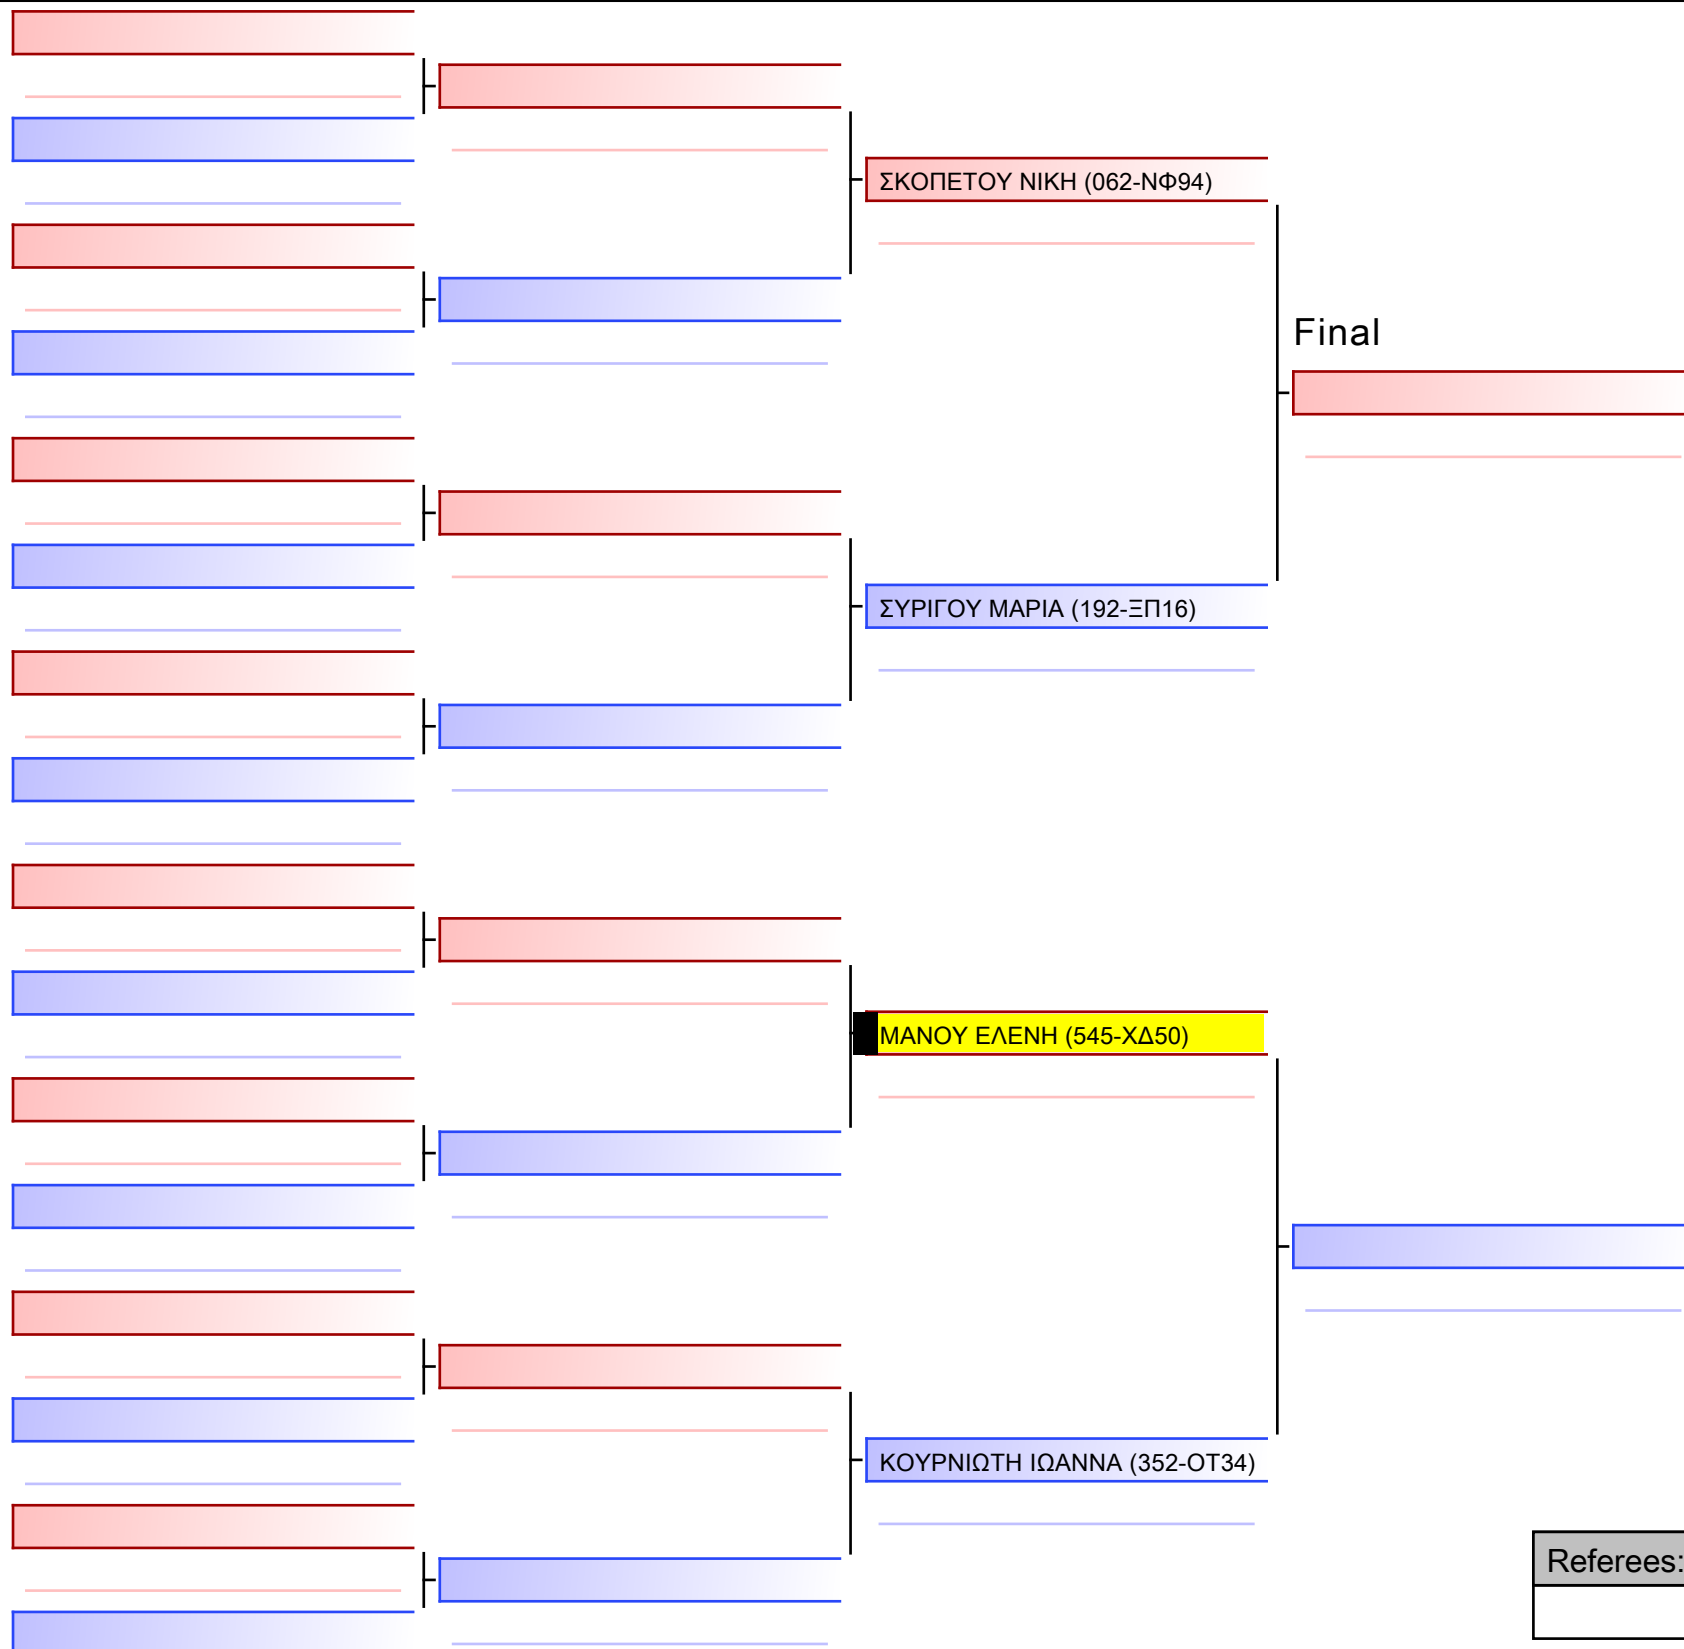 ΣΚΟΠΕΤΟΥ ΝΙΚΗ (062-ΝΦ94)
Final
ΣΥΡΙΓΟΥ ΜΑΡΙΑ (192-ΞΠ16)
ΜΑΝΟΥ ΕΛΕΝΗ (545-ΧΔ50)
ΚΟΥΡΝΙΩΤΗ ΙΩΑΝΝΑ (352-ΟΤ34)
Referees: